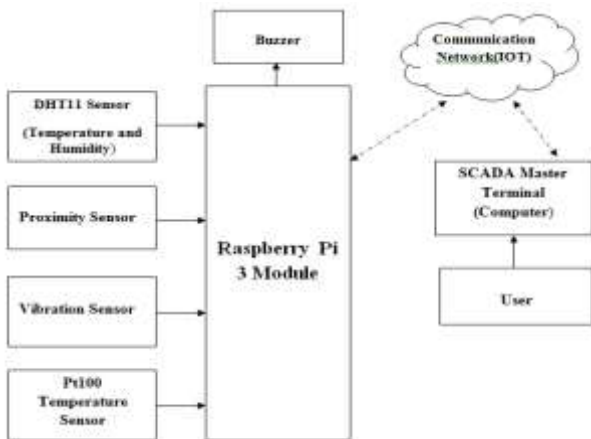 Buzzer
Communication
Network(IOT)
DHT11 Sensor
(Temperature and
Humidity)
SCADA Master
Terminal
(Computer)
Proximity Sensor
Raspberry Pi
3 Module
User
Vibration Sensor
Pt100
Temperature
Sensor